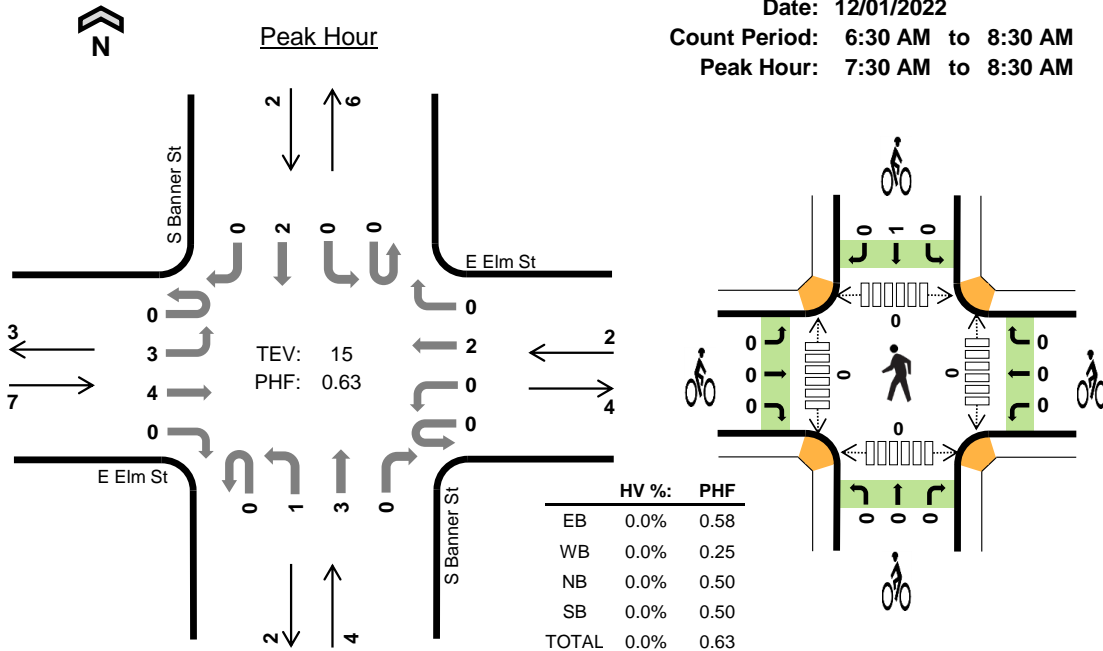 Date: 12/01/2022
N
Peak Hour
Count Period: 6:30 AM to 8:30 AM
Peak Hour: 7:30 AM to 8:30 AM
2
6
S Banner St
0
2
0
0
E Elm St
0
3
4
0
3
7
TEV: 15
PHF: 0.63
0
2
0
0
2
4
E Elm St
0
1
3
0
S Banner St
2
4
HV %: PHF
EB 0.0% 0.58
WB 0.0% 0.25
NB 0.0% 0.50
SB 0.0% 0.50
TOTAL 0.0% 0.63
0 1 0
0
0
0
0
0
0
0
0
0
0
0 0 0